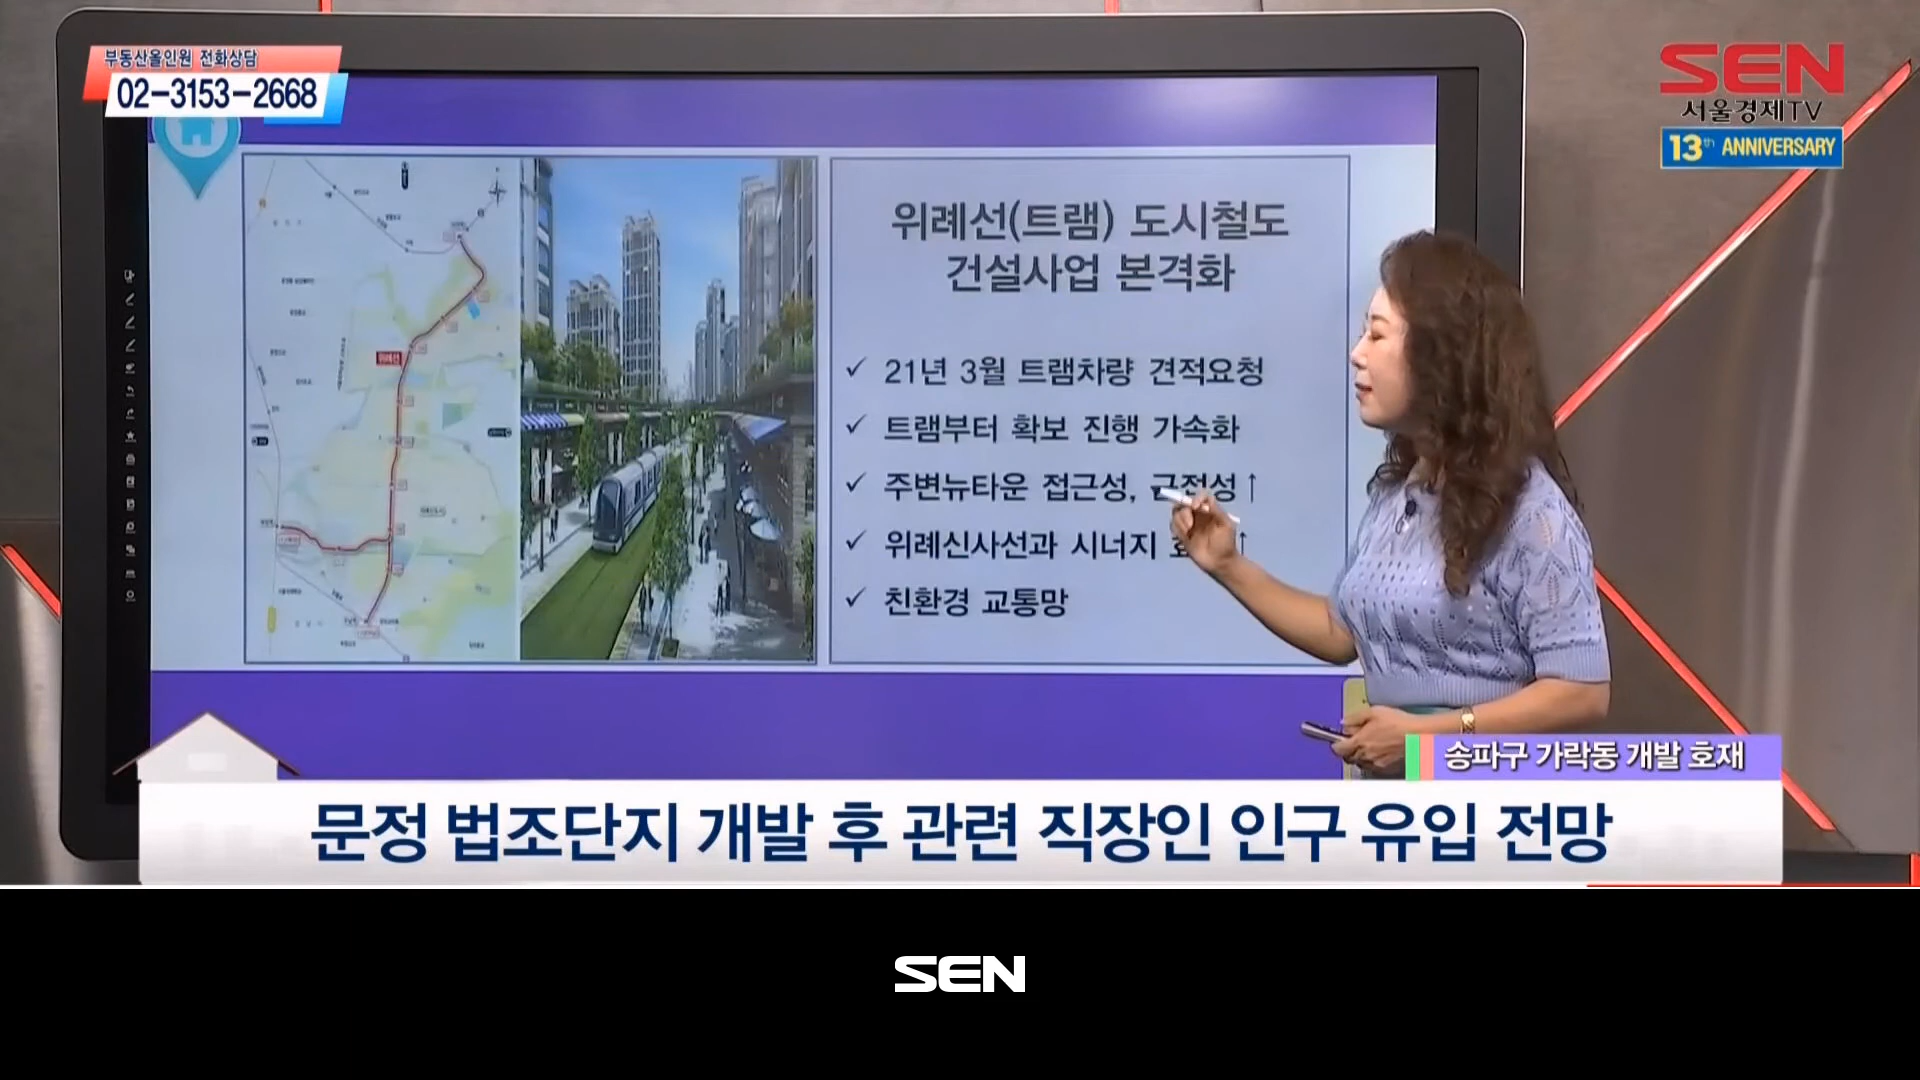 부동산올인원 전화상담
02-3153-2668
SEN
서울경제TV
13th ANNIVERSARY
위례선(트램) 도시철도
건설사업 본격화
✓ 21년 3월 트램차량 견적요청
✓ 트램부터 확보 진행 가속화
✓ 주변뉴타운 접근성, 근접성↑
✓ 위례신사선과 시너지 ↑
✓ 친환경 교통망
위례선
송파구 가락동 개발 호재
문정 법조단지 개발 후 관련 직장인 인구 유입 전망
SEN